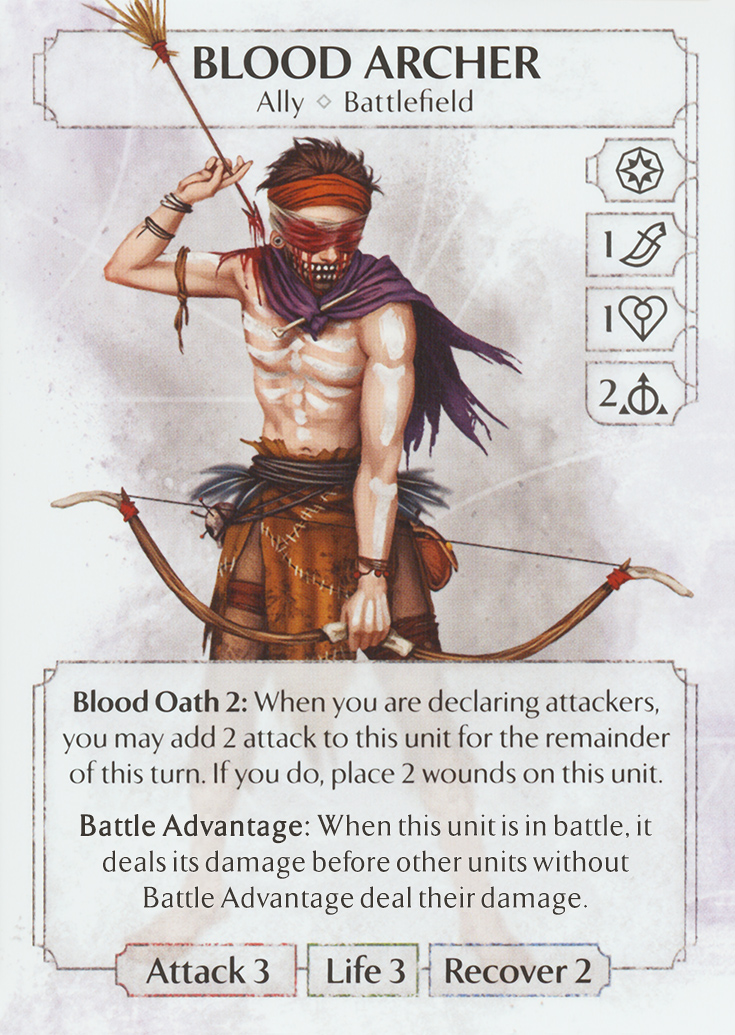 BLOOD ARCHER
Ally ◇ Battlefield
1
1
2
Blood Oath 2: When you are declaring attackers,
you may add 2 attack to this unit for the remainder
of this turn. If you do, place 2 wounds on this unit.
Battle Advantage: When this unit is in battle, it
deals its damage before other units without
Battle Advantage deal their damage.
Attack 3
Life 3
Recover 2